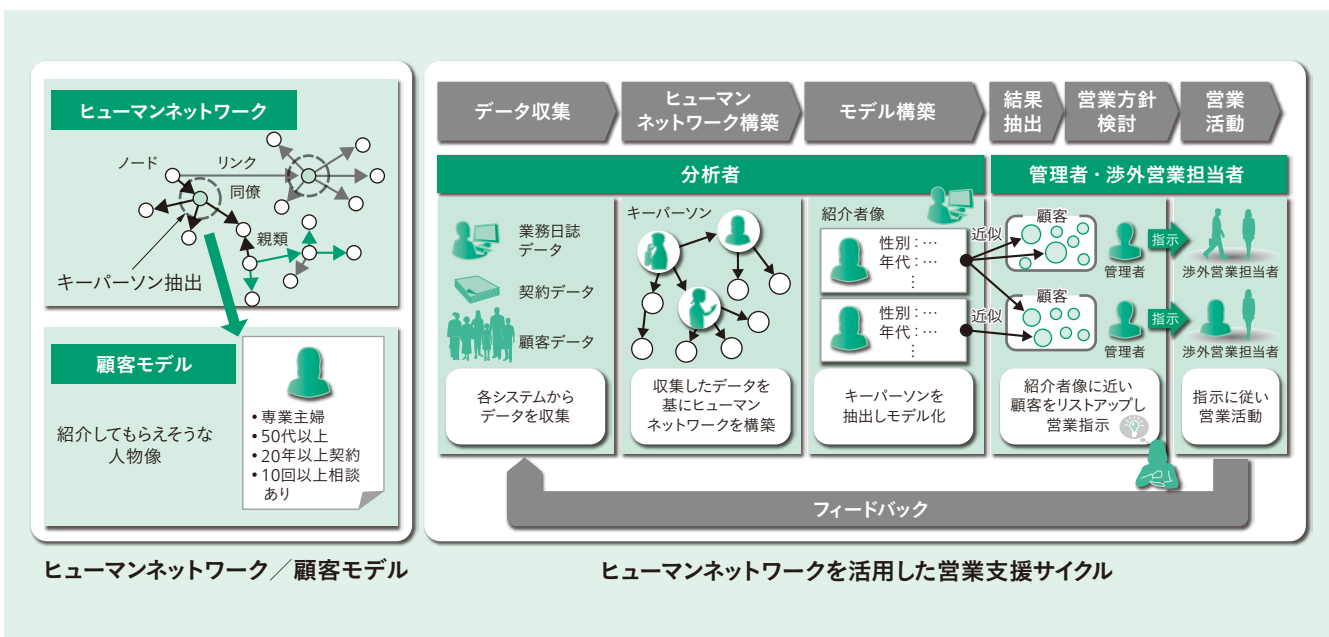 ヒューマンネットワーク
ノード
リンク
同僚
親類
キーパーソン抽出
顧客モデル
紹介してもらえそうな
人物像
• 専業主婦
• 50代以上
• 20年以上契約
• 10回以上相談
あり
ヒューマンネットワーク／顧客モデル
データ収集
ヒューマン
ネットワーク構築
モデル構築
結果
抽出
営業方針
検討
営業
活動
分析者
管理者・渉外営業担当者
業務日誌
データ
契約データ
顧客データ
各システムから
データを収集
キーパーソン
収集したデータを
基にヒューマン
ネットワークを構築
紹介者像
性別：…
年代：…
⋮
性別：…
年代：…
⋮
キーパーソンを
抽出しモデル化
近似
近似
顧客
管理者
指示
顧客
管理者
指示
紹介者像に近い
顧客をリストアップし
営業指示
渉外営業担当者
渉外営業担当者
指示に従い
営業活動
フィードバック
ヒューマンネットワークを活用した営業支援サイクル